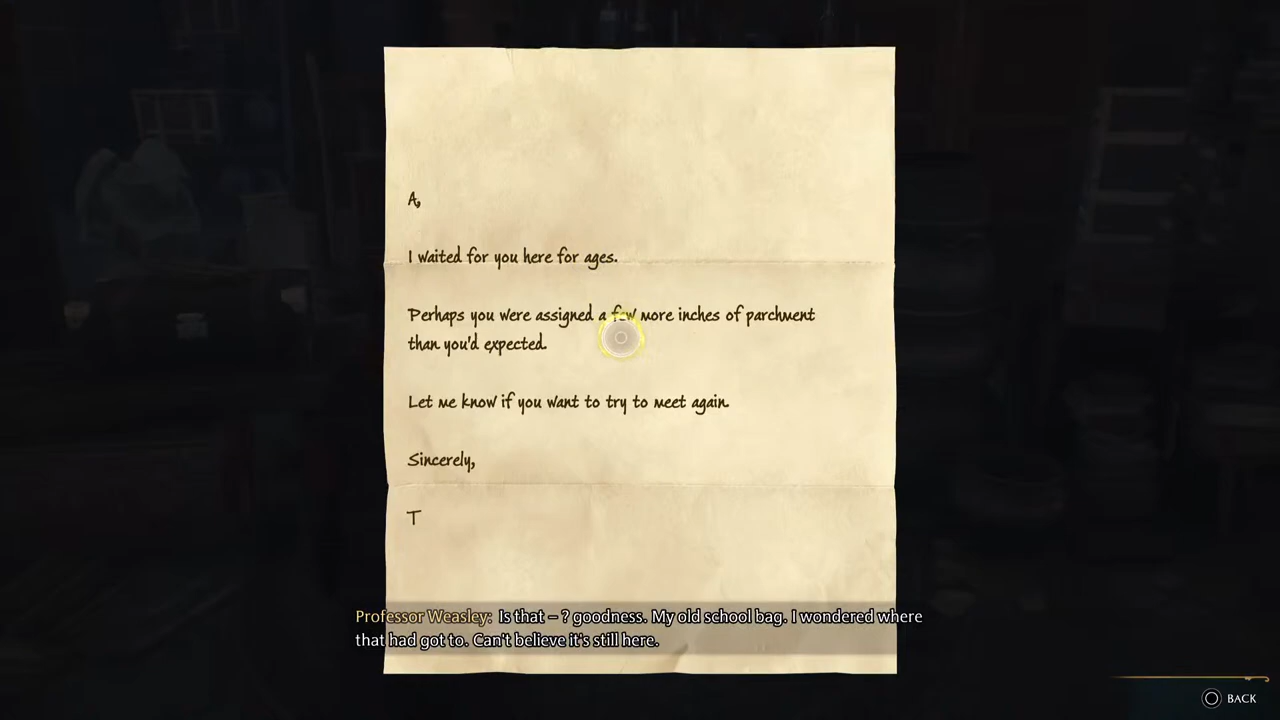 A,
I waited for you here for ages.
Perhaps you were assigned a few more inches of parchment
than you'd expected.
Let me know if you want to try to meet again.
Sincerely,
T
Professor Weasley: Is that – ? goodness. My old school bag. I wondered where
that had got to. Can't believe it's still here.
BACK